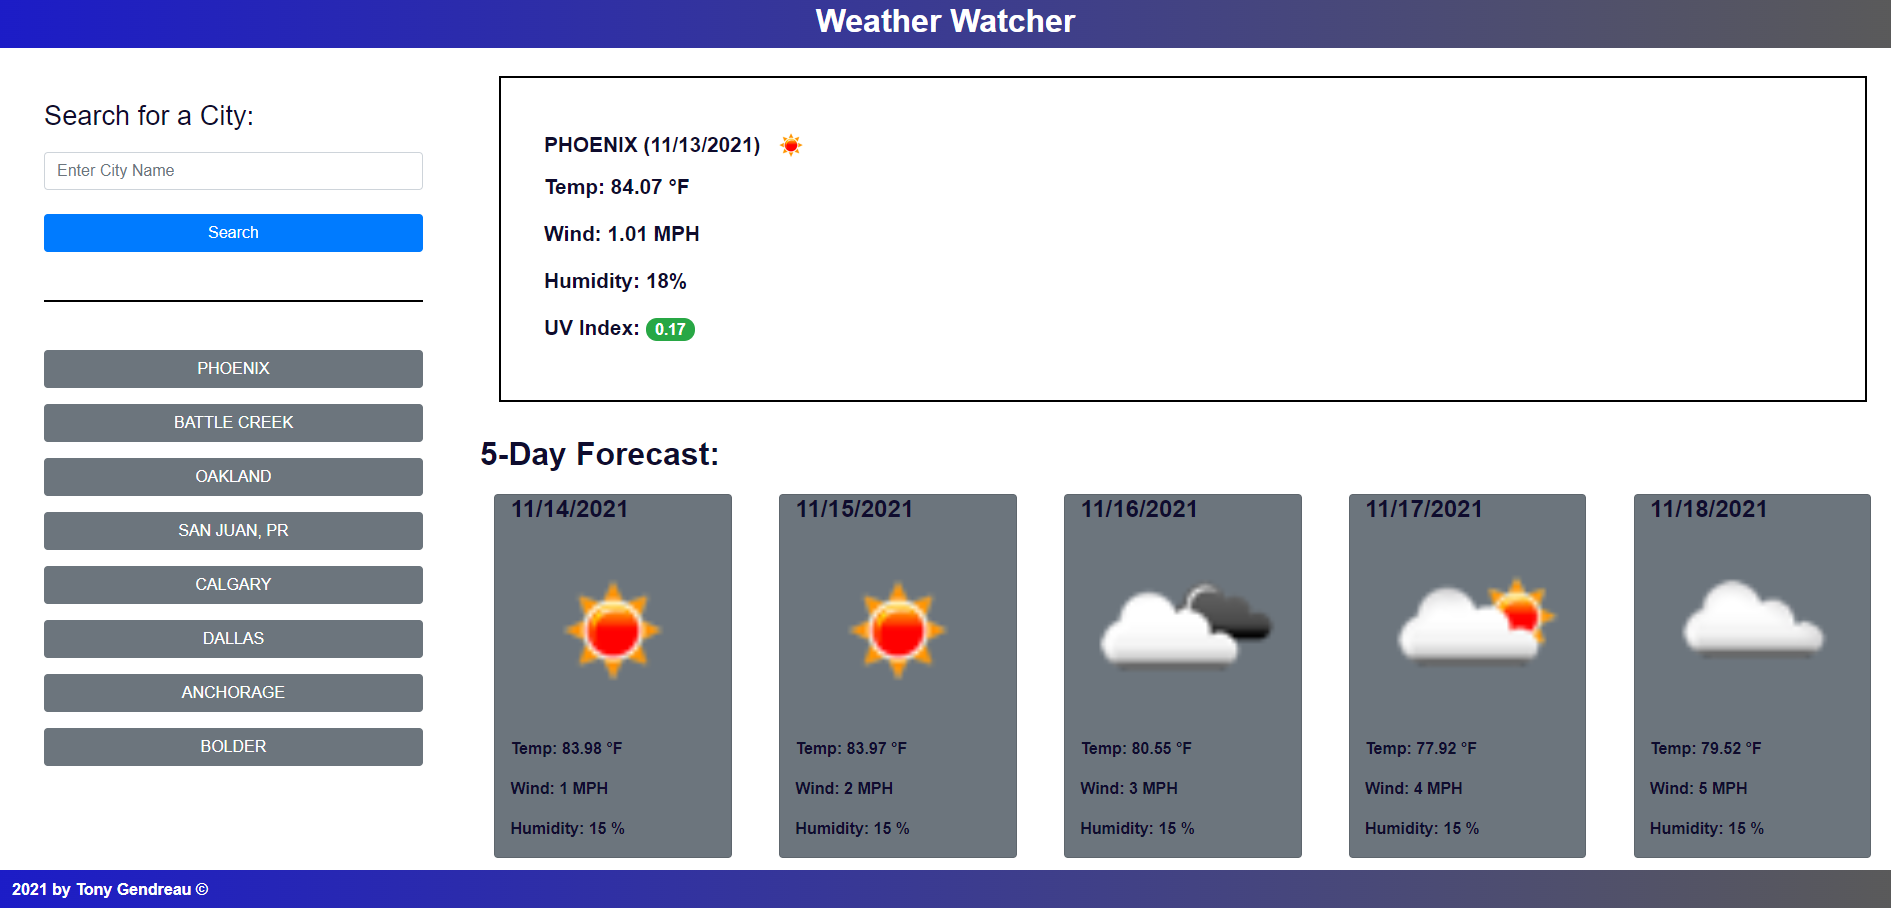 Weather Watcher
Search for a City:
Enter City Name
Search
PHOENIX
BATTLE CREEK
OAKLAND
SAN JUAN, PR
CALGARY
DALLAS
ANCHORAGE
BOLDER
PHOENIX (11/13/2021)
Temp: 84.07 °F
Wind: 1.01 MPH
Humidity: 18%
UV Index: 0.17
5-Day Forecast:
11/14/2021
Temp: 83.98 °F
Wind: 1 MPH
Humidity: 15 %
11/15/2021
Temp: 83.97 °F
Wind: 2 MPH
Humidity: 15 %
11/16/2021
Temp: 80.55 °F
Wind: 3 MPH
Humidity: 15 %
11/17/2021
Temp: 77.92 °F
Wind: 4 MPH
Humidity: 15 %
11/18/2021
Temp: 79.52 °F
Wind: 5 MPH
Humidity: 15 %
2021 by Tony Gendreau ©